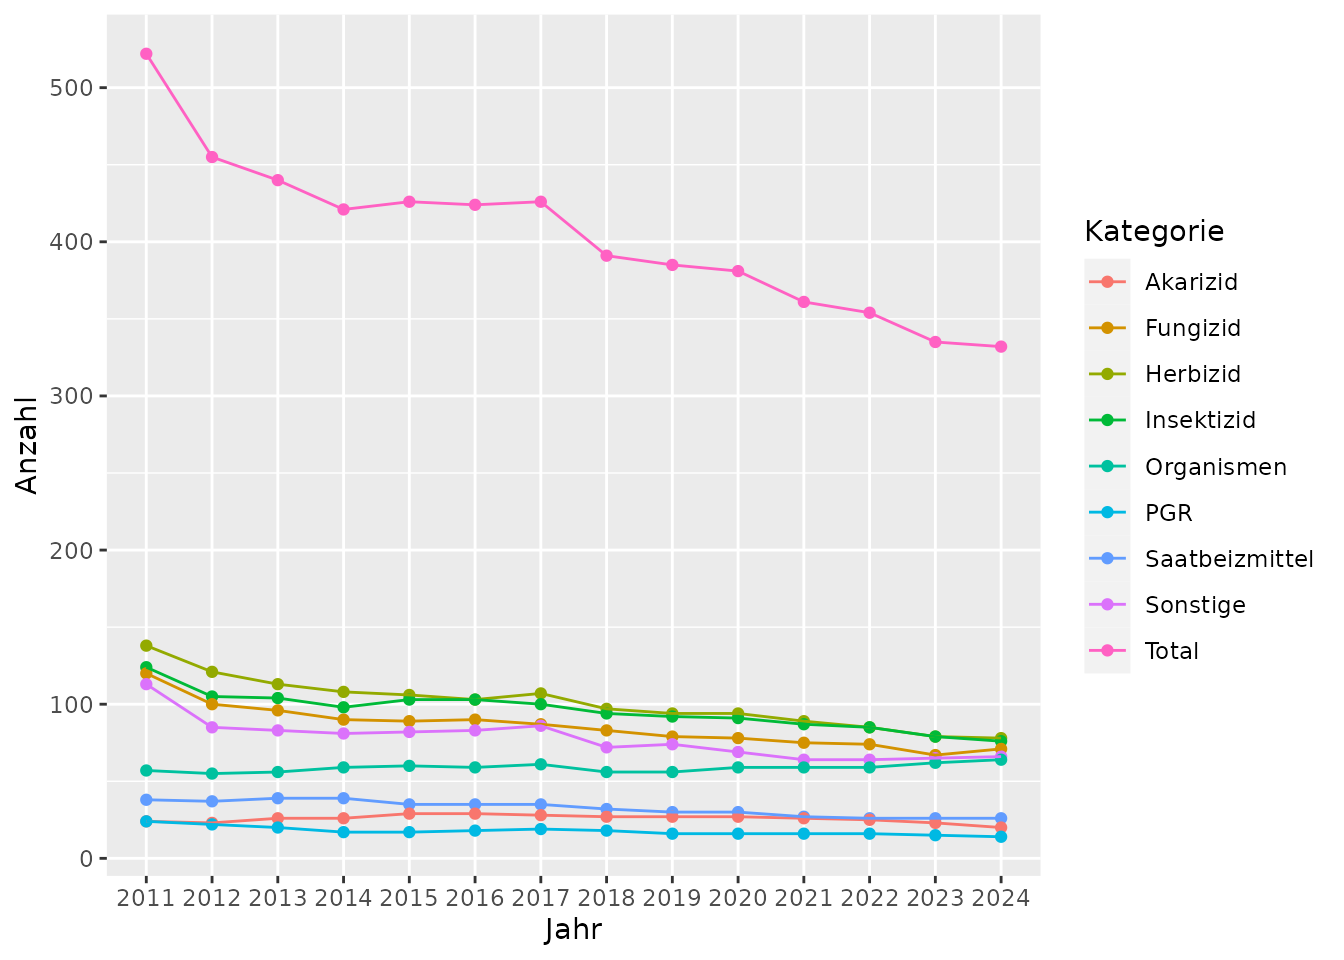 500
400
300
200
100
0
Anzahl
2011 2012 2013 2014 2015 2016 2017 2018 2019 2020 2021 2022 2023 2024
Jahr
Kategorie
Akarizid
Fungizid
Herbizid
Insektizid
Organismen
PGR
Saatbeizmittel
Sonstige
Total